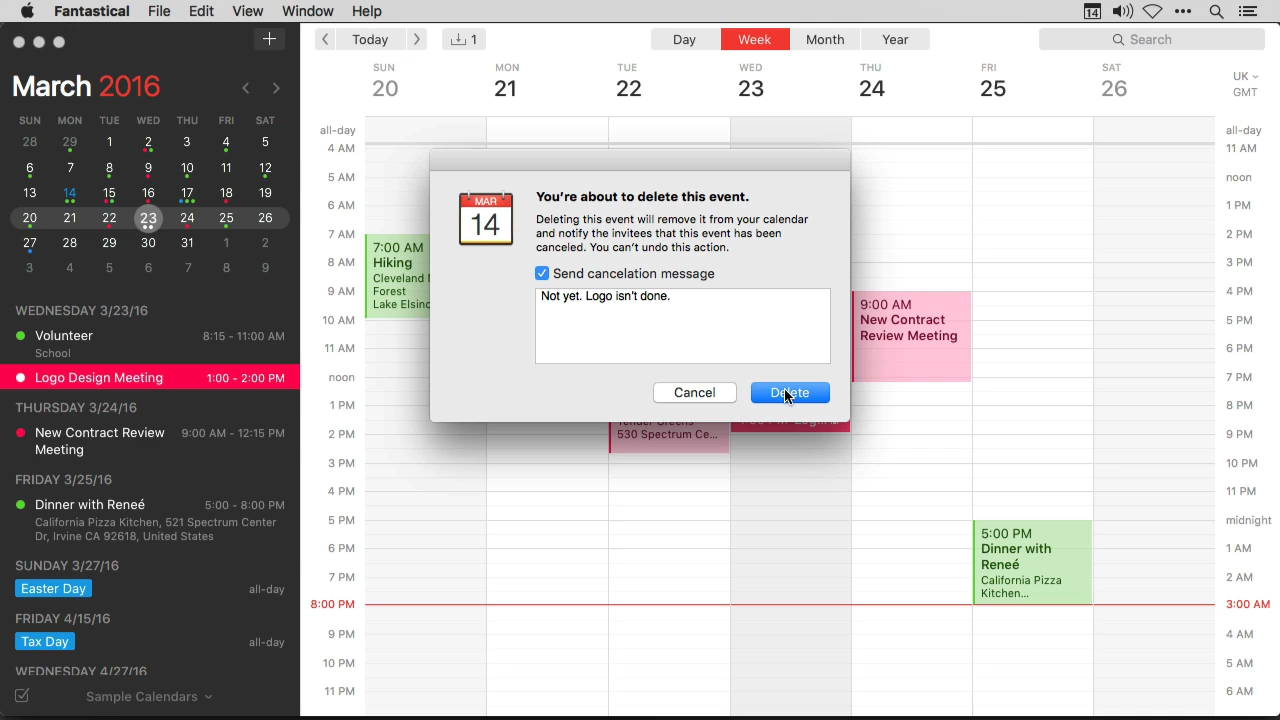 Fantastical File Edit View Window Help
14
Today
1
Day Week Month Year
Search
March 2016
SUN MON TUE WED THU FRI SAT
28 29 1 2 3 4 5
6 7 8 9 10 11 12
13 14 15 16 17 18 19
20 21 22 23 24 25 26
27 28 29 30 31 1 2
3 4 5 6 7 8 9
WEDNESDAY 3/23/16
Volunteer 8:15 - 11:00 AM
School
Logo Design Meeting 1:00 - 2:00 PM
THURSDAY 3/24/16
New Contract Review 9:00 AM - 12:15 PM
Meeting
FRIDAY 3/25/16
Dinner with Reneé 5:00 - 8:00 PM
California Pizza Kitchen, 521 Spectrum Center
Dr, Irvine CA 92618, United States
SUNDAY 3/27/16
Easter Day all-day
FRIDAY 4/15/16
Tax Day all-day
WEDNESDAY 4/27/16
Sample Calendars
SUN MON TUE WED THU FRI SAT
20 21 22 23 24 25 26
UK
GMT
all-day
4 AM
5 AM
6 AM
7 AM
8 AM
9 AM
10 AM
11 AM
noon
1 PM
2 PM
3 PM
4 PM
5 PM
6 PM
7 PM
8:00 PM
9 PM
10 PM
11 PM
7:00 AM
Hiking
Cleveland
Forest
Lake Elsino
MAR
14
You're about to delete this event.
Deleting this event will remove it from your calendar
and notify the invitees that this event has been
canceled. You can't undo this action.
Send cancelation message
Not yet. Logo isn't done.
Cancel Delete
530 Spectrum Ce...
9:00 AM
New Contract
Review Meeting
5:00 PM
Dinner with
Reneé
California Pizza
Kitchen...
all-day
11 AM
noon
1 PM
2 PM
3 PM
4 PM
5 PM
6 PM
7 PM
8 PM
9 PM
10 PM
11 PM
midnight
1 AM
2 AM
3:00 AM
4 AM
5 AM
6 AM